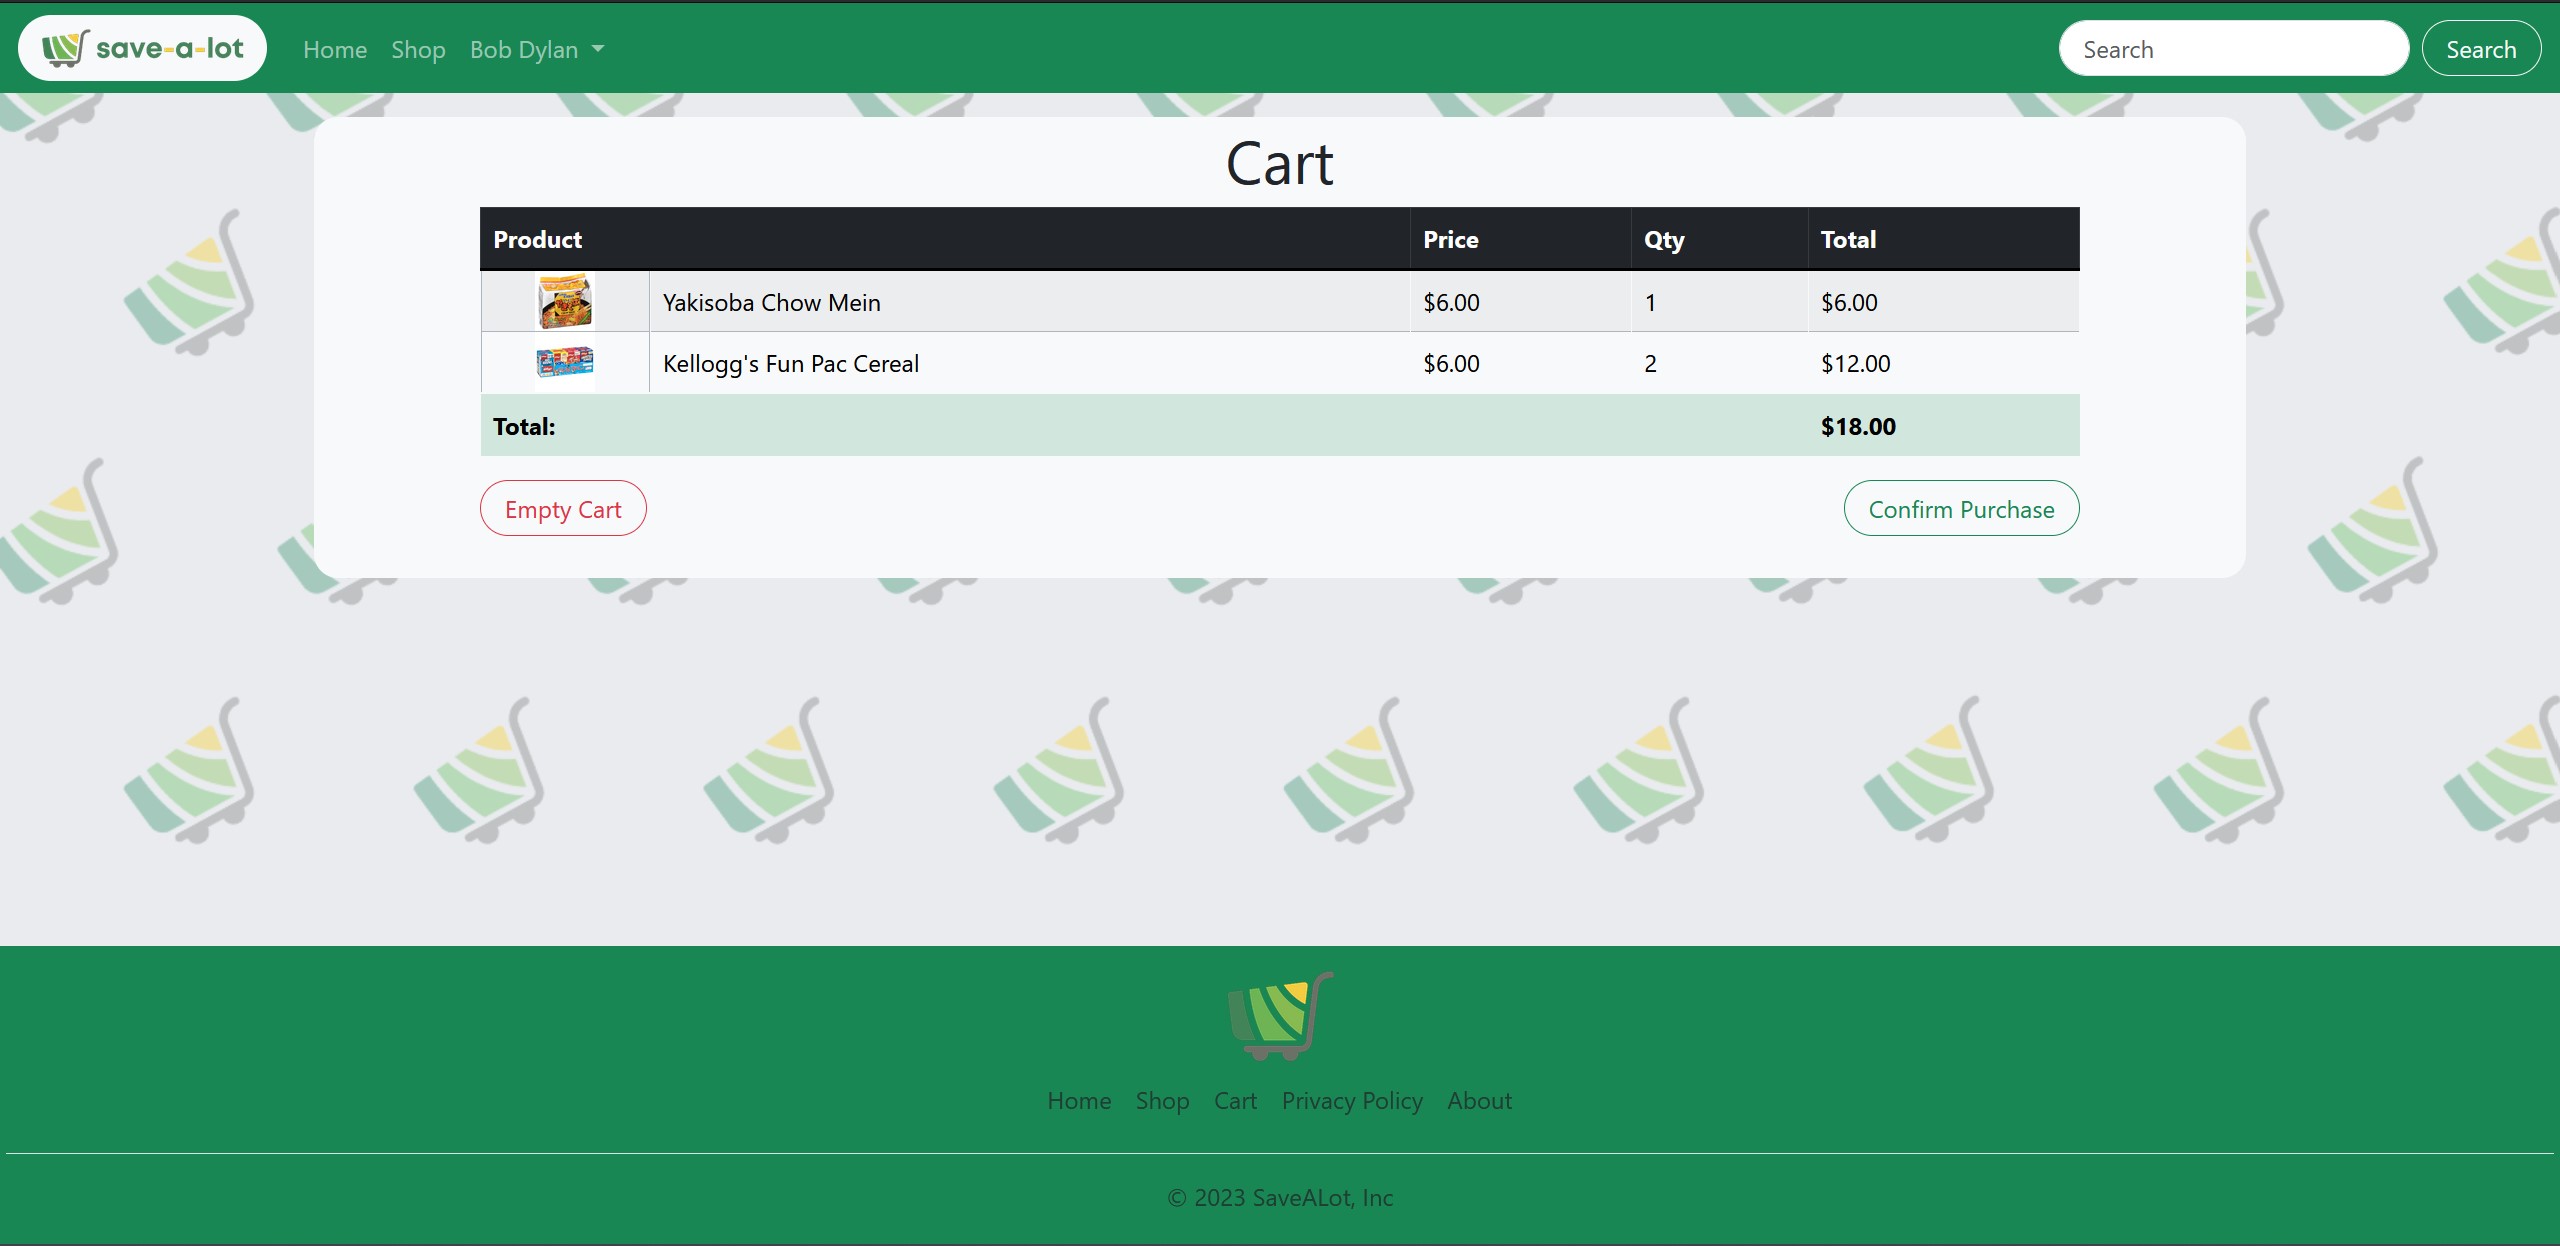 save-a-lot Home Shop Bob Dylan Search Search
Cart
Product Price Qty Total
Yakisoba Chow Mein $6.00 1 $6.00
Kellogg's Fun Pac Cereal $6.00 2 $12.00
Total: $18.00
Empty Cart Confirm Purchase
Home Shop Cart Privacy Policy About
© 2023 SaveALot, Inc